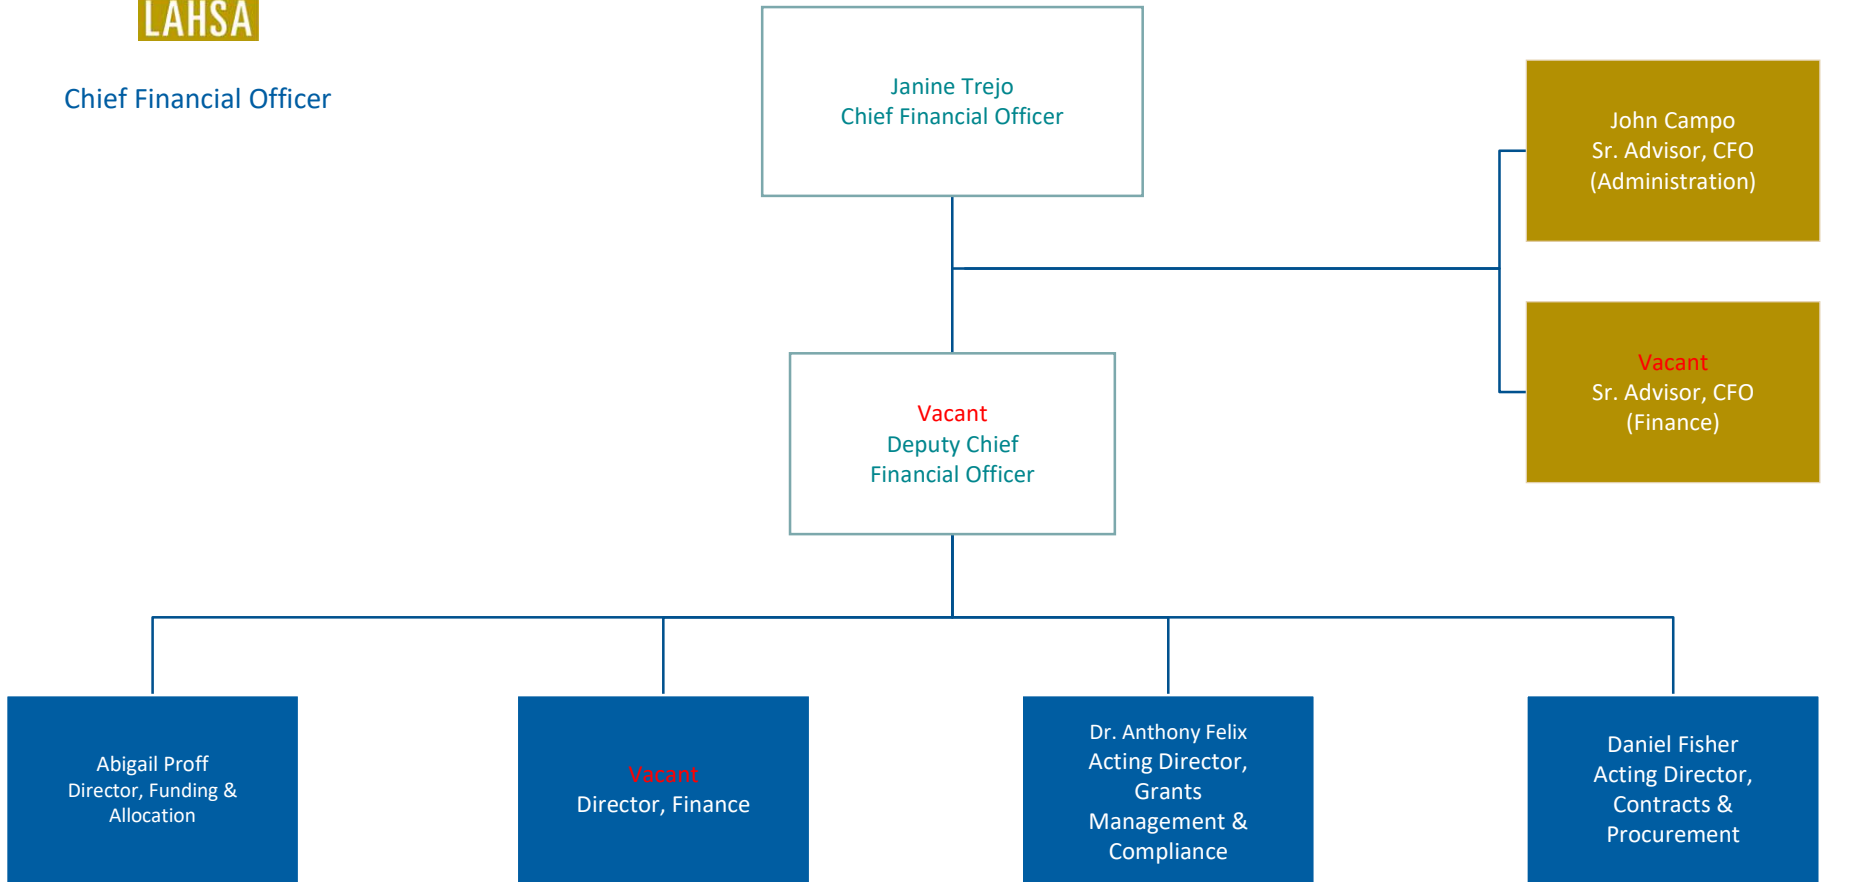 LAHSA
Chief Financial Officer
Janine Trejo
Chief Financial Officer
John Campo
Sr. Advisor, CFO
(Administration)
Vacant
Sr. Advisor, CFO
(Finance)
Vacant
Deputy Chief
Financial Officer
Abigail Proff
Director, Funding &
Allocation
Vacant
Director, Finance
Dr. Anthony Felix
Acting Director,
Grants
Management &
Compliance
Daniel Fisher
Acting Director,
Contracts &
Procurement